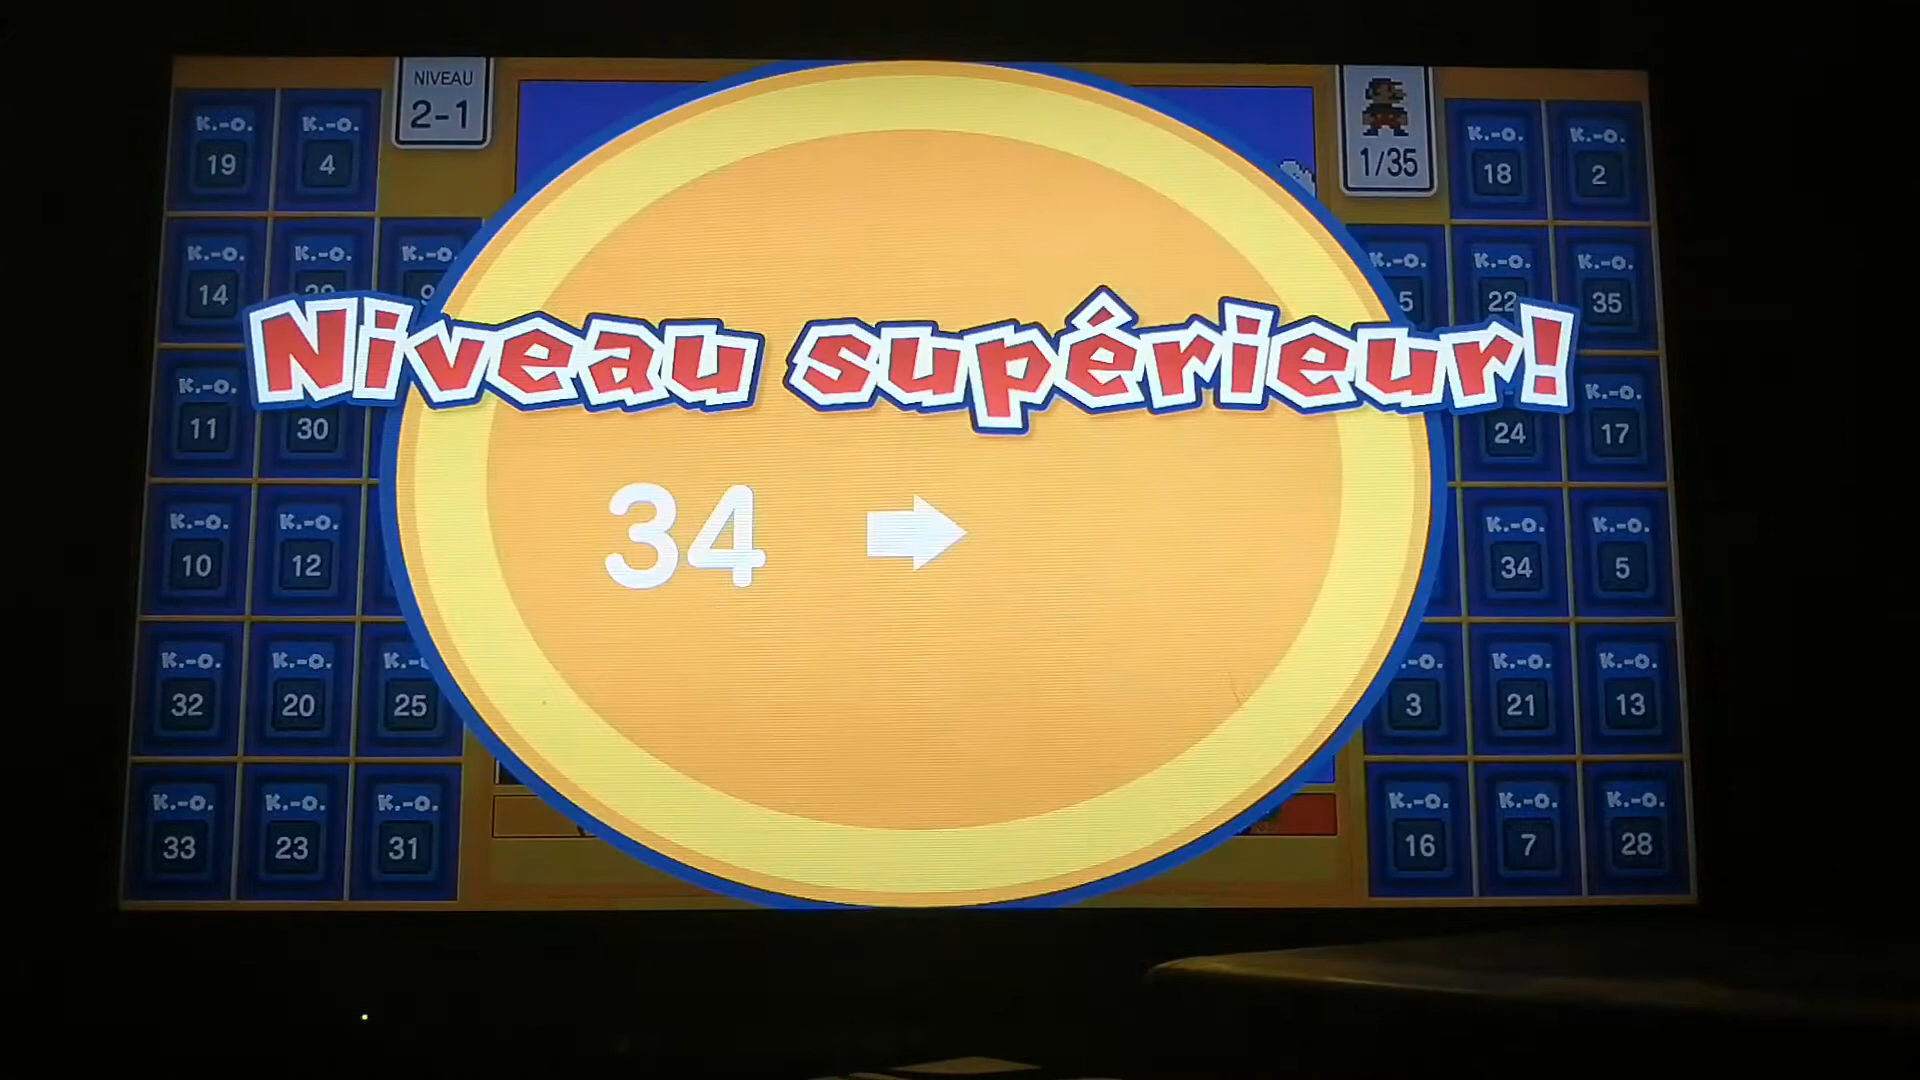 NIVEAU
2-1
1/35
K.-O. K.-O. K.-O. K.-O.
19 4 18 2
K.-O. K.-O. K.-O. K.-O. K.-O. K.-O.
14 22 35
Niveau supêrieur!
K.-O. K.-O.
11 30 24 17
34
K.-O. K.-O. K.-O. K.-O.
10 12 34 5
K.-O. K.-O. K.-O. K.-O.
32 20 25 3 21 13
K.-O. K.-O. K.-O. K.-O. K.-O. K.-O.
33 23 31 16 7 28